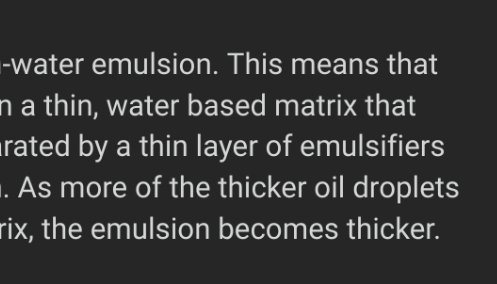 -water emulsion. This means that
n a thin, water based matrix that
arated by a thin layer of emulsifiers
. As more of the thicker oil droplets
rix, the emulsion becomes thicker.